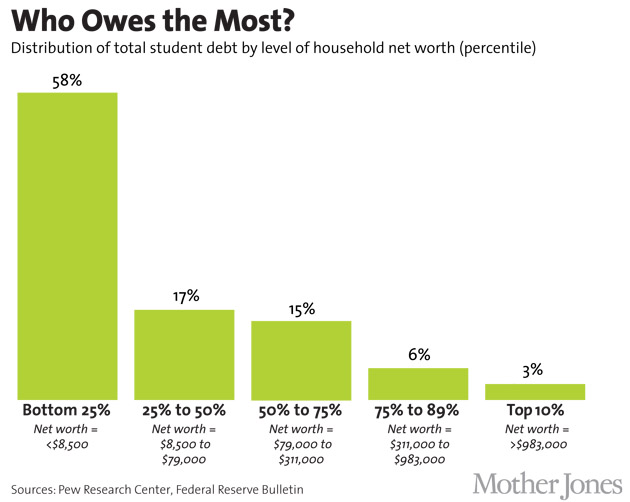 Who Owes the Most?
Distribution of total student debt by level of household net worth (percentile)
58%
17%
15%
6%
3%
Bottom 25%
Net worth =
<$8,500
25% to 50%
Net worth =
$8,500 to
$79,000
50% to 75%
Net worth =
$79,000 to
$311,000
75% to 89%
Net worth =
$311,000 to
$983,000
Top 10%
Net worth =
>$983,000
Sources: Pew Research Center, Federal Reserve Bulletin
Mother Jones